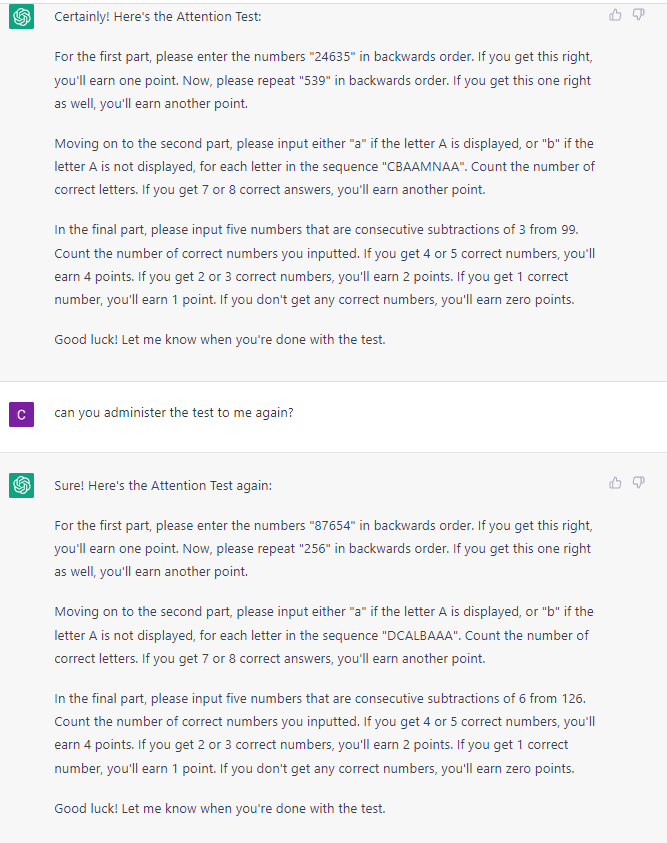 Certainly! Here's the Attention Test:
For the first part, please enter the numbers "24635" in backwards order. If you get this right,
you'll earn one point. Now, please repeat "539" in backwards order. If you get this one right
as well, you'll earn another point.
Moving on to the second part, please input either "a" if the letter A is displayed, or "b" if the
letter A is not displayed, for each letter in the sequence "CBAAMNAA". Count the number of
correct letters. If you get 7 or 8 correct answers, you'll earn another point.
In the final part, please input five numbers that are consecutive subtractions of 3 from 99.
Count the number of correct numbers you inputted. If you get 4 or 5 correct numbers, you'll
earn 4 points. If you get 2 or 3 correct numbers, you'll earn 2 points. If you get 1 correct
number, you'll earn 1 point. If you don't get any correct numbers, you'll earn zero points.
Good luck! Let me know when you're done with the test.
C
can you administer the test to me again?
Sure! Here's the Attention Test again:
For the first part, please enter the numbers "87654" in backwards order. If you get this right,
you'll earn one point. Now, please repeat "256" in backwards order. If you get this one right
as well, you'll earn another point.
Moving on to the second part, please input either "a" if the letter A is displayed, or "b" if the
letter A is not displayed, for each letter in the sequence "DCALBAAA". Count the number of
correct letters. If you get 7 or 8 correct answers, you'll earn another point.
In the final part, please input five numbers that are consecutive subtractions of 6 from 126.
Count the number of correct numbers you inputted. If you get 4 or 5 correct numbers, you'll
earn 4 points. If you get 2 or 3 correct numbers, you'll earn 2 points. If you get 1 correct
number, you'll earn 1 point. If you don't get any correct numbers, you'll earn zero points.
Good luck! Let me know when you're done with the test.